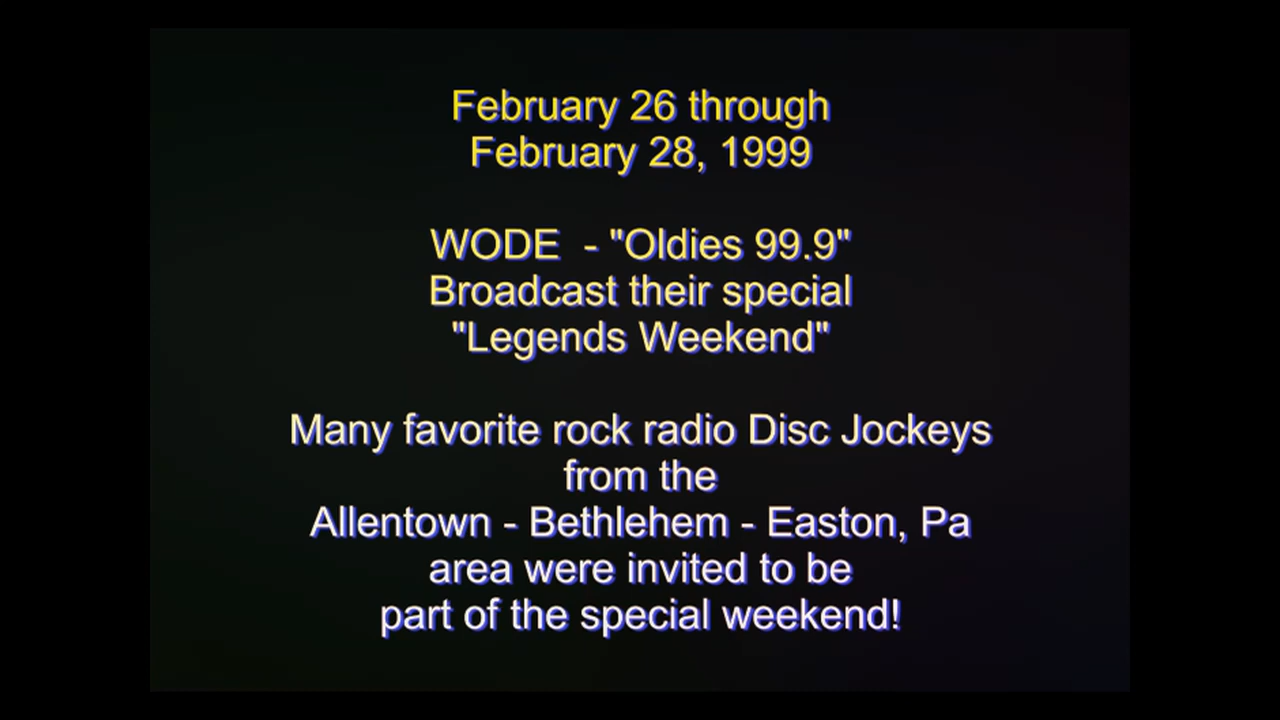 February 26 through
February 28, 1999
WODE - "Oldies 99.9"
Broadcast their special
"Legends Weekend"
Many favorite rock radio Disc Jockeys
from the
Allentown - Bethlehem - Easton, Pa
area were invited to be
part of the special weekend!